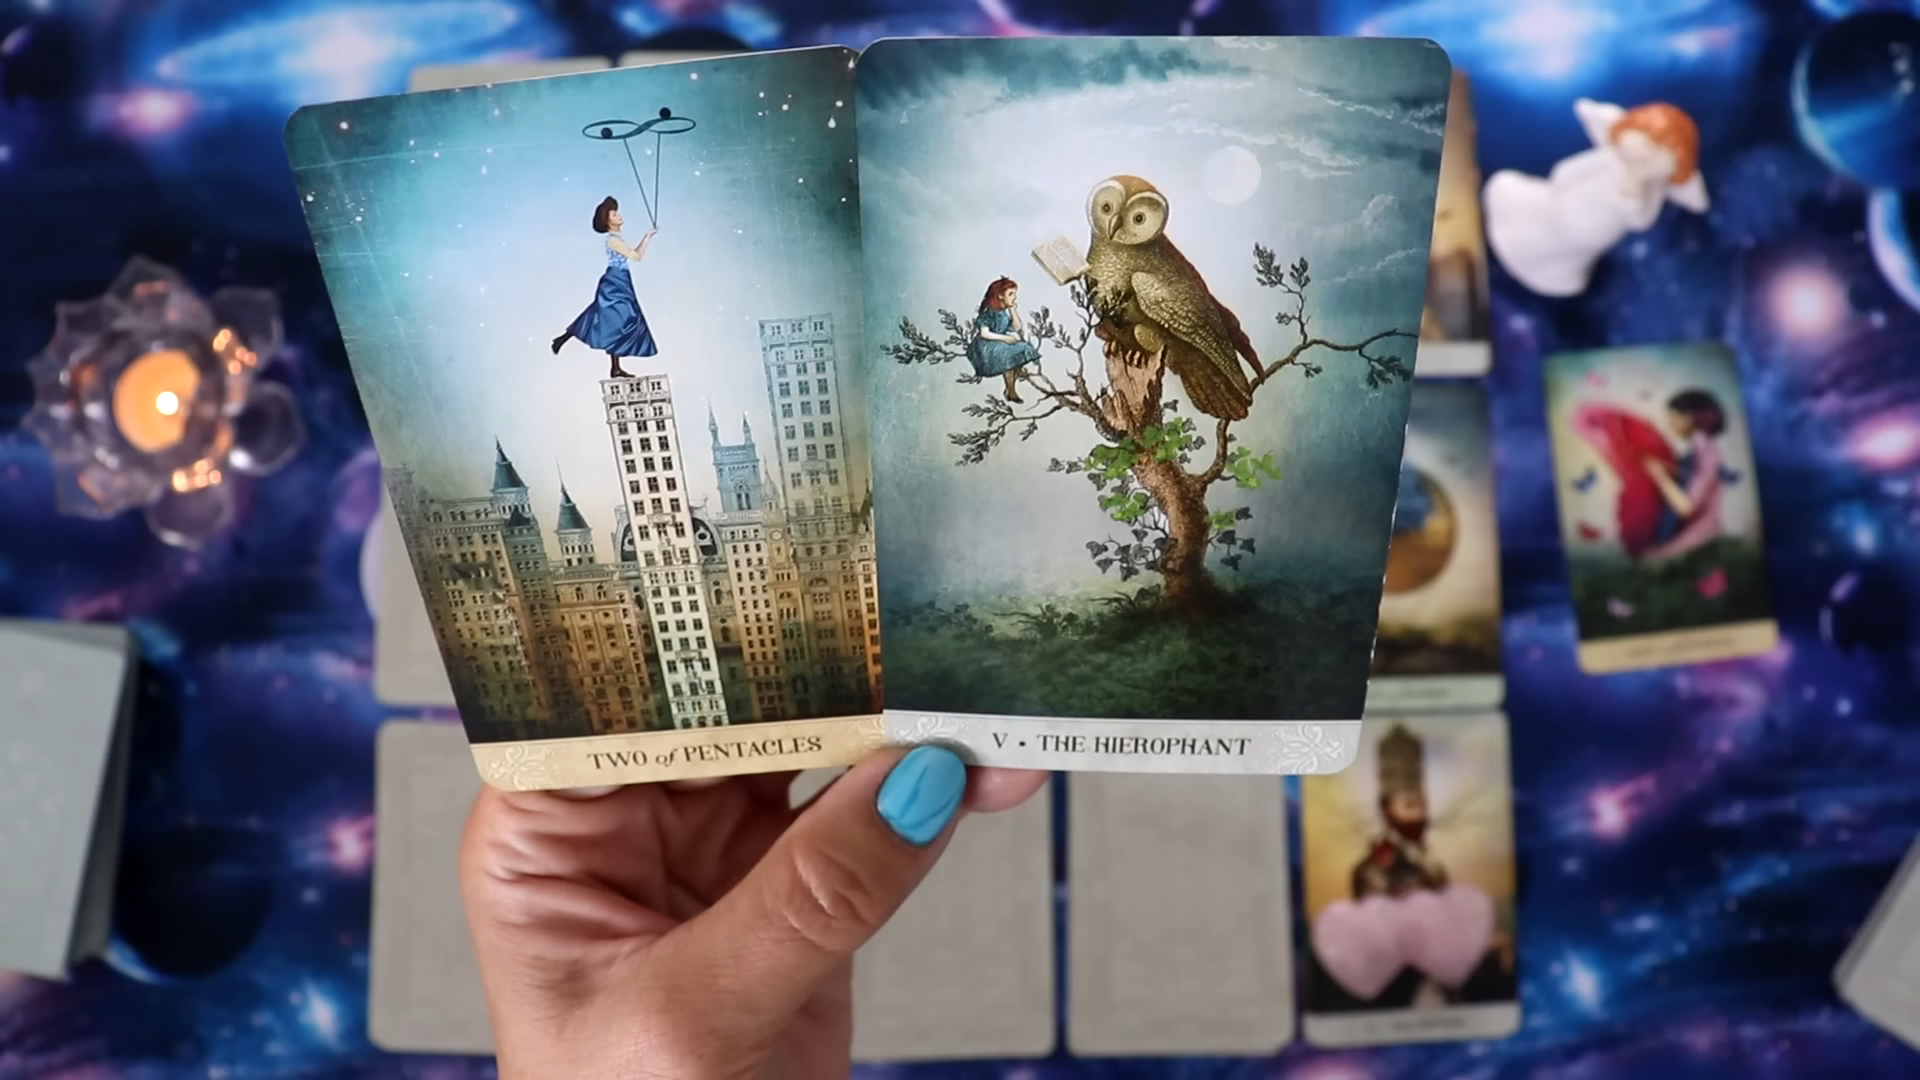 TWO of PENTACLES
V • THE HIEROPHANT